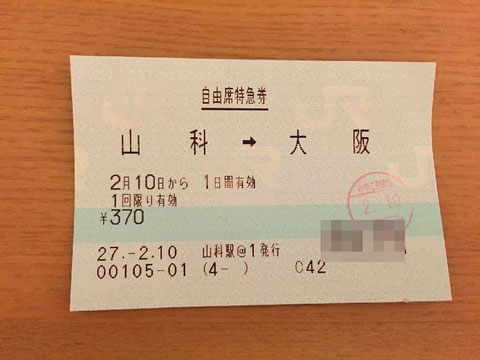 自由席特急券
山科 → 大阪
2月10日から 1日間有効
1回限り有効
¥370
2.10
27.-2.10 山科駅@1発行
00105-01 (4- ) C42